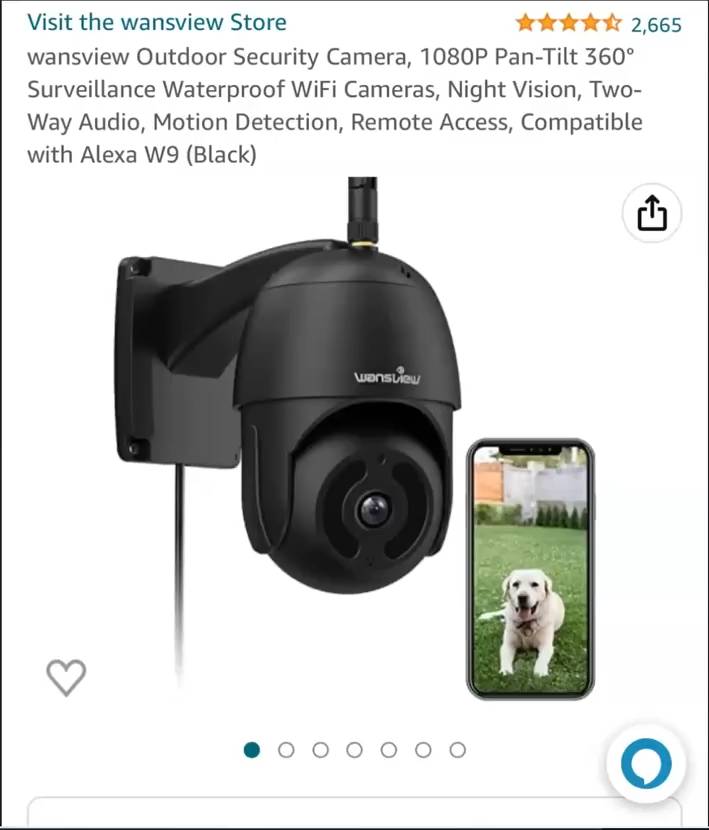 Visit the wansview Store
2,665
wansview Outdoor Security Camera, 1080P Pan-Tilt 360°
Surveillance Waterproof WiFi Cameras, Night Vision, Two-
Way Audio, Motion Detection, Remote Access, Compatible
with Alexa W9 (Black)
wansview